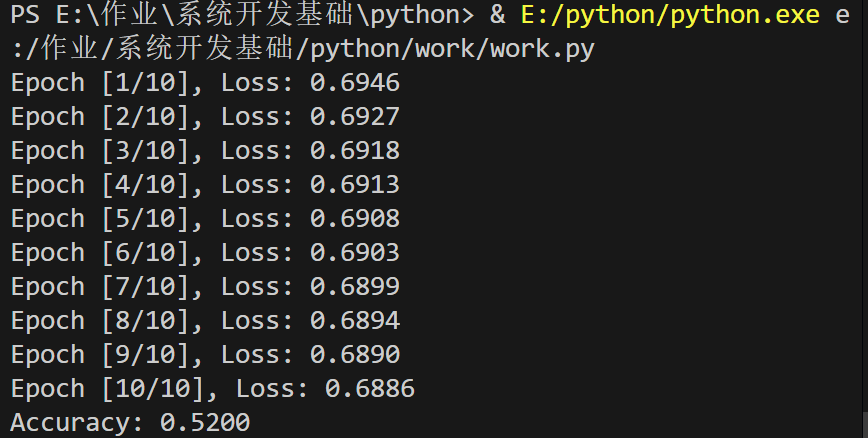 PS E:\作业\系统开发基础\python> & E:/python/python.exe e
:/作业/系统开发基础/python/work/work.py
Epoch [1/10], Loss: 0.6946
Epoch [2/10], Loss: 0.6927
Epoch [3/10], Loss: 0.6918
Epoch [4/10], Loss: 0.6913
Epoch [5/10], Loss: 0.6908
Epoch [6/10], Loss: 0.6903
Epoch [7/10], Loss: 0.6899
Epoch [8/10], Loss: 0.6894
Epoch [9/10], Loss: 0.6890
Epoch [10/10], Loss: 0.6886
Accuracy: 0.5200